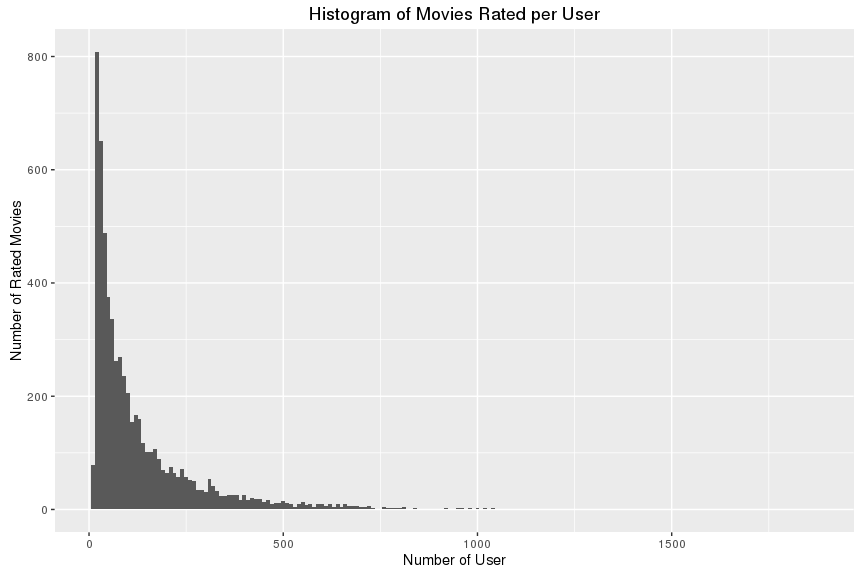 Histogram of Movies Rated per User
Number of Rated Movies
800
600
400
200
0
0 500 1000 1500
Number of User